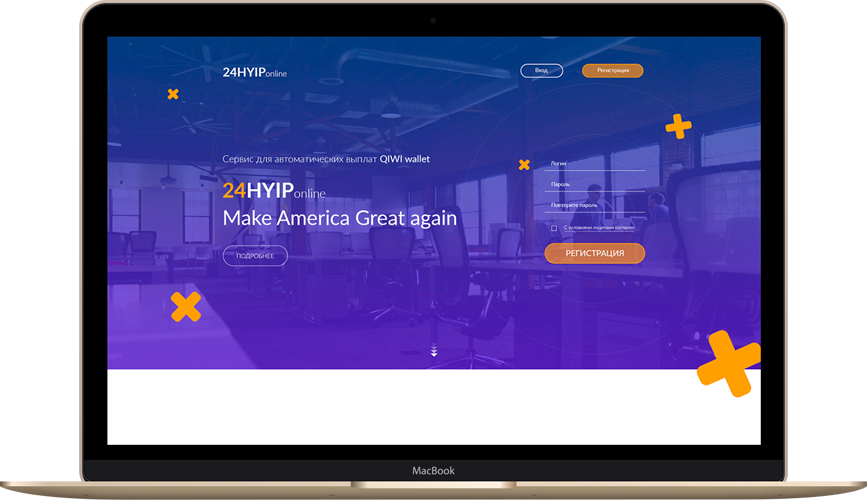 24HYIPonline
Вход
Регистрация
Сервис для автоматических выплат QIWI wallet
24HYIPonline
Make America Great again
ПОДРОБНЕЕ
Логин
Пароль
Повторите пароль
С условиями лицензии согласен
РЕГИСТРАЦИЯ
MacBook